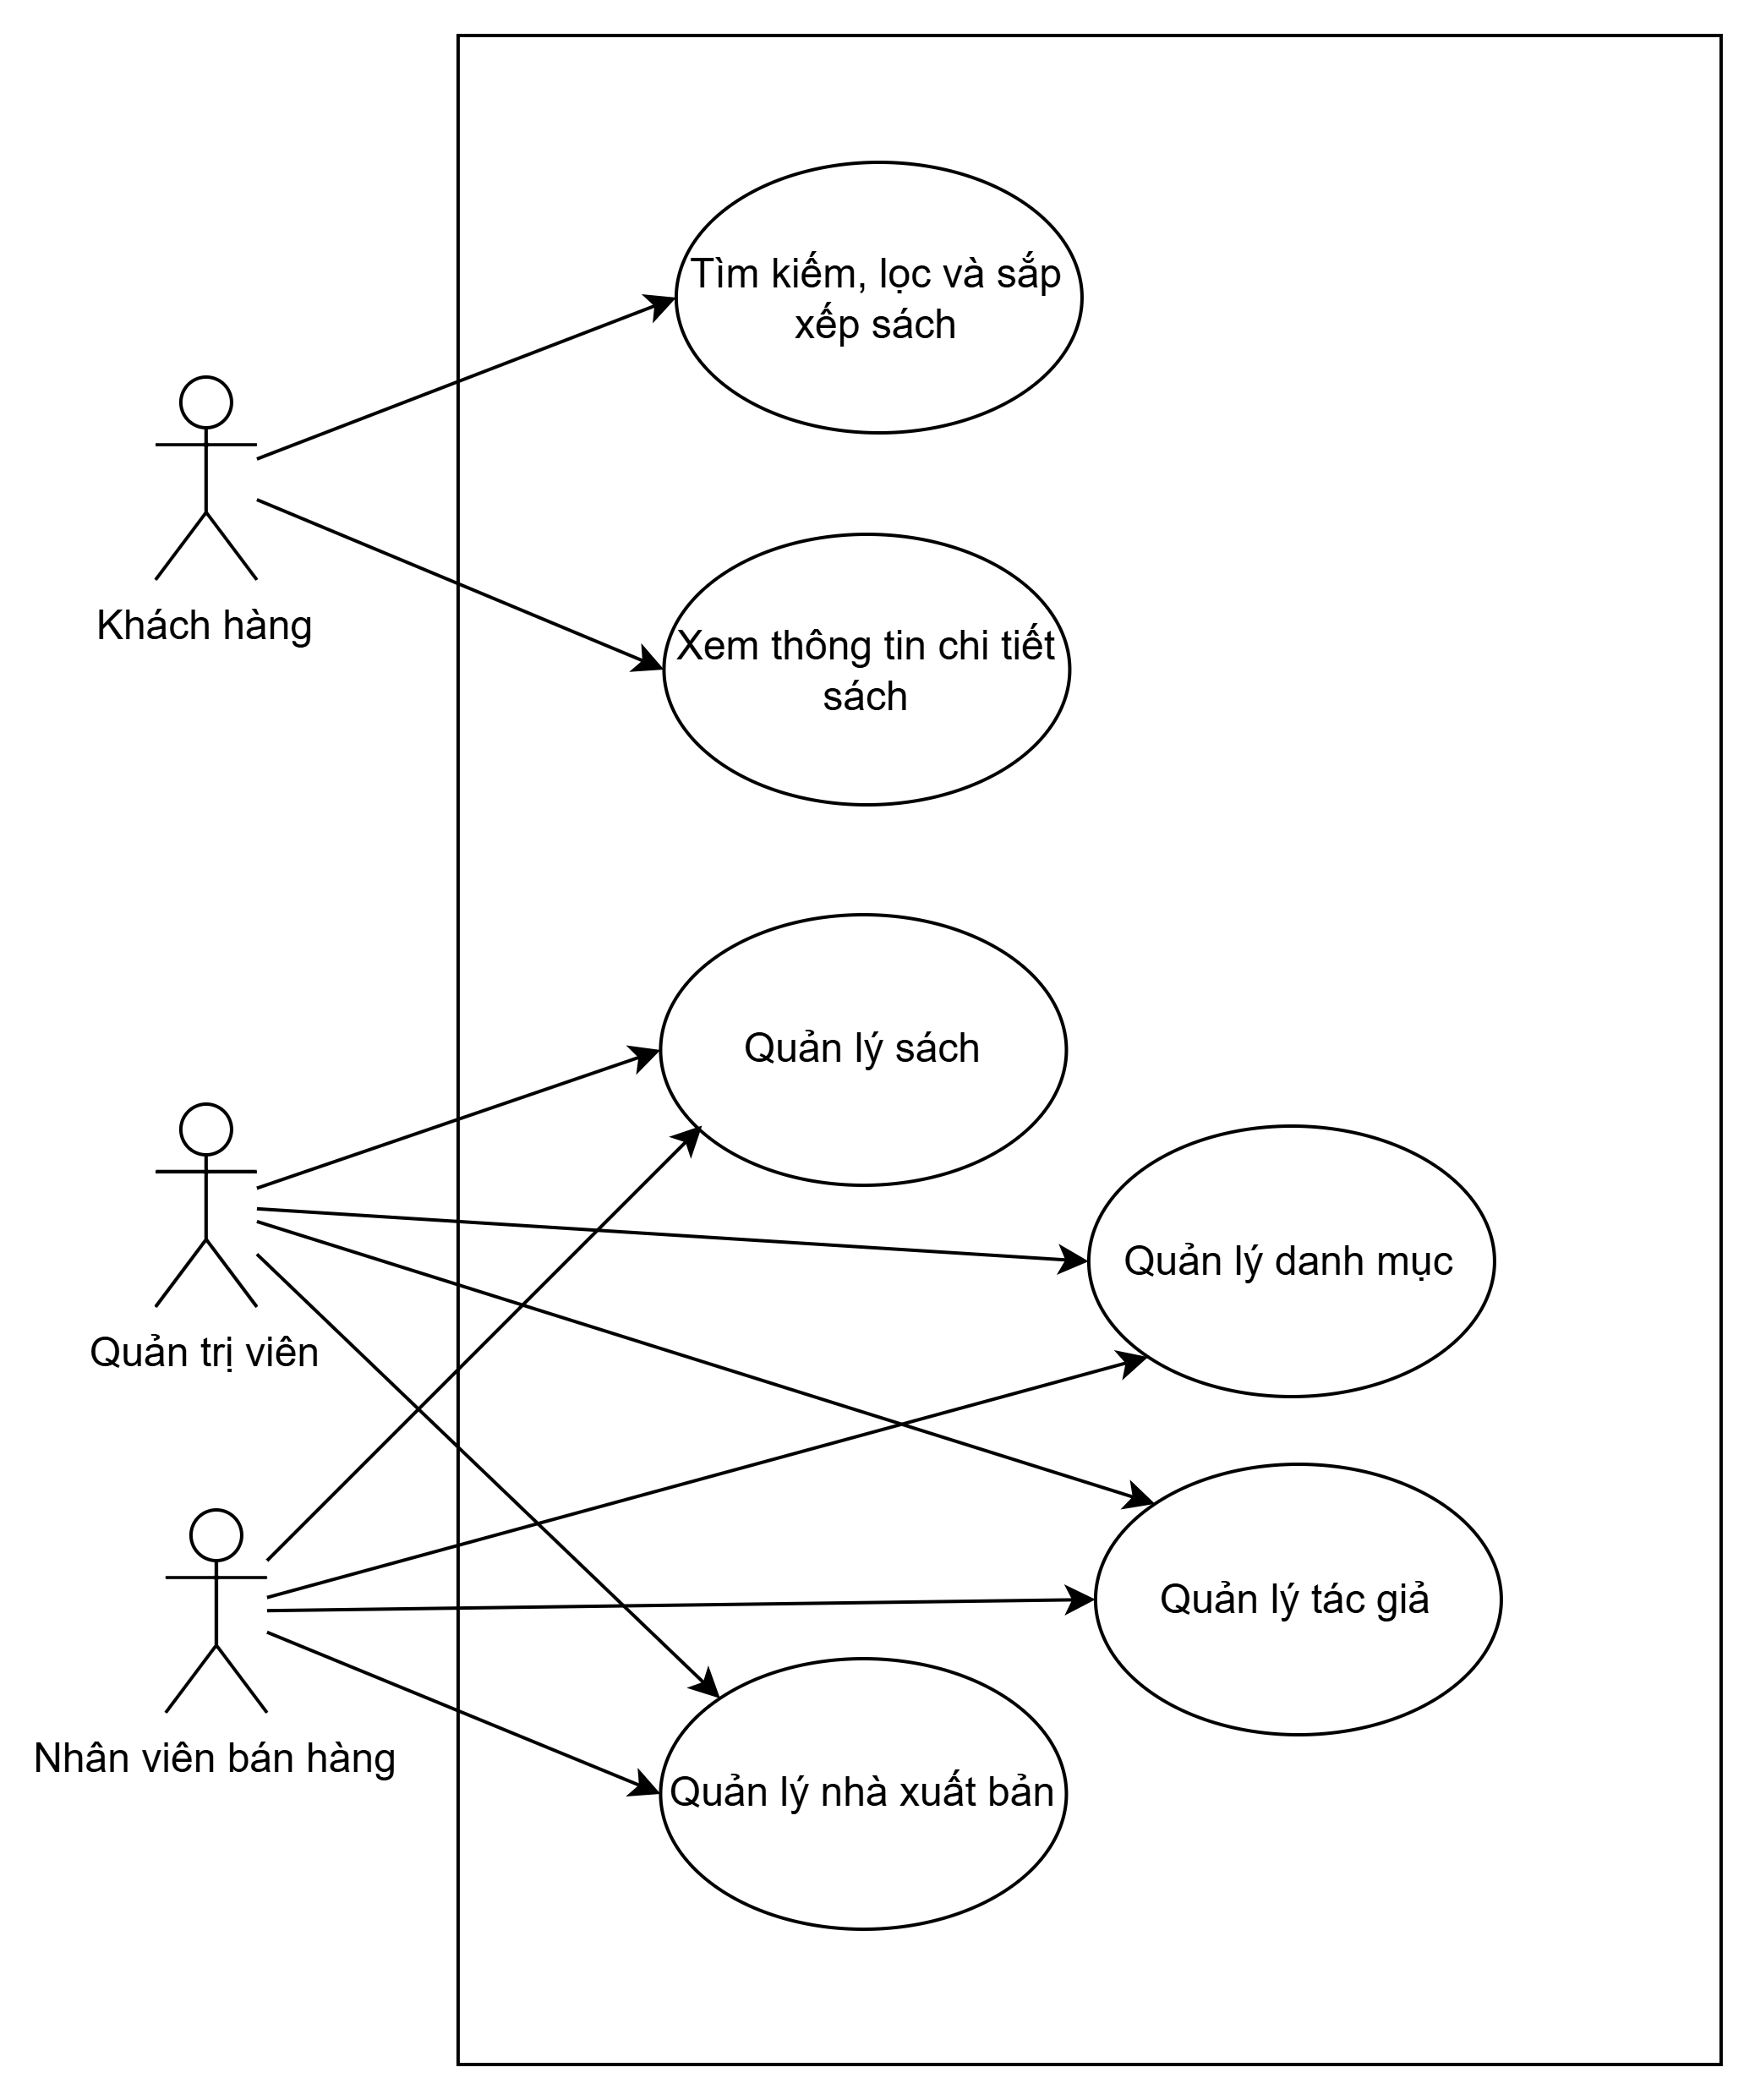 Tìm kiếm, lọc và sắp
xếp sách
Khách hàng
Xem thông tin chi tiết
sách
Quản lý sách
Quản lý danh mục
Quản trị viên
Quản lý tác giả
Nhân viên bán hàng
Quản lý nhà xuất bản